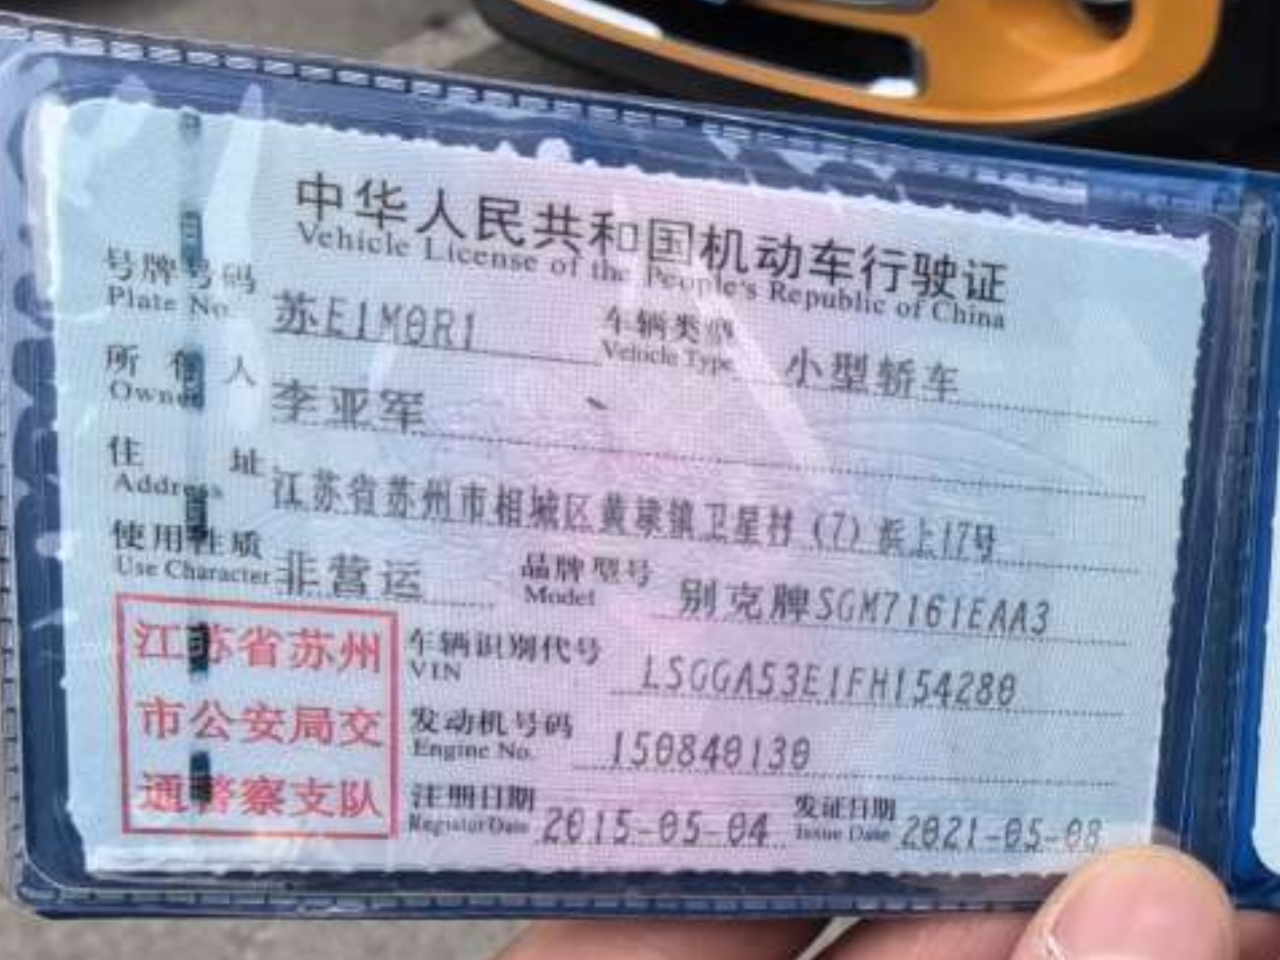 中华人民共和国机动车行驶证
Vehicle License of the People's Republic of China
号牌号码 苏E1M0R1 车辆类型 小型轿车
Plate No. Vehicle Type
所有人 李亚军
Owner
住址 江苏省苏州市相城区黄埭镇卫星村（7）长上17号
Address
使用性质 非营运 品牌型号 别克牌SGM7161EAA3
Use Character Model
江苏省苏州
市公安局交
通警察支队
车辆识别代号 LSGGA53E1FH154280
VIN
发动机号码 150840130
Engine No.
注册日期 2015-05-04 发证日期 2021-05-08
Register Date Issue Date